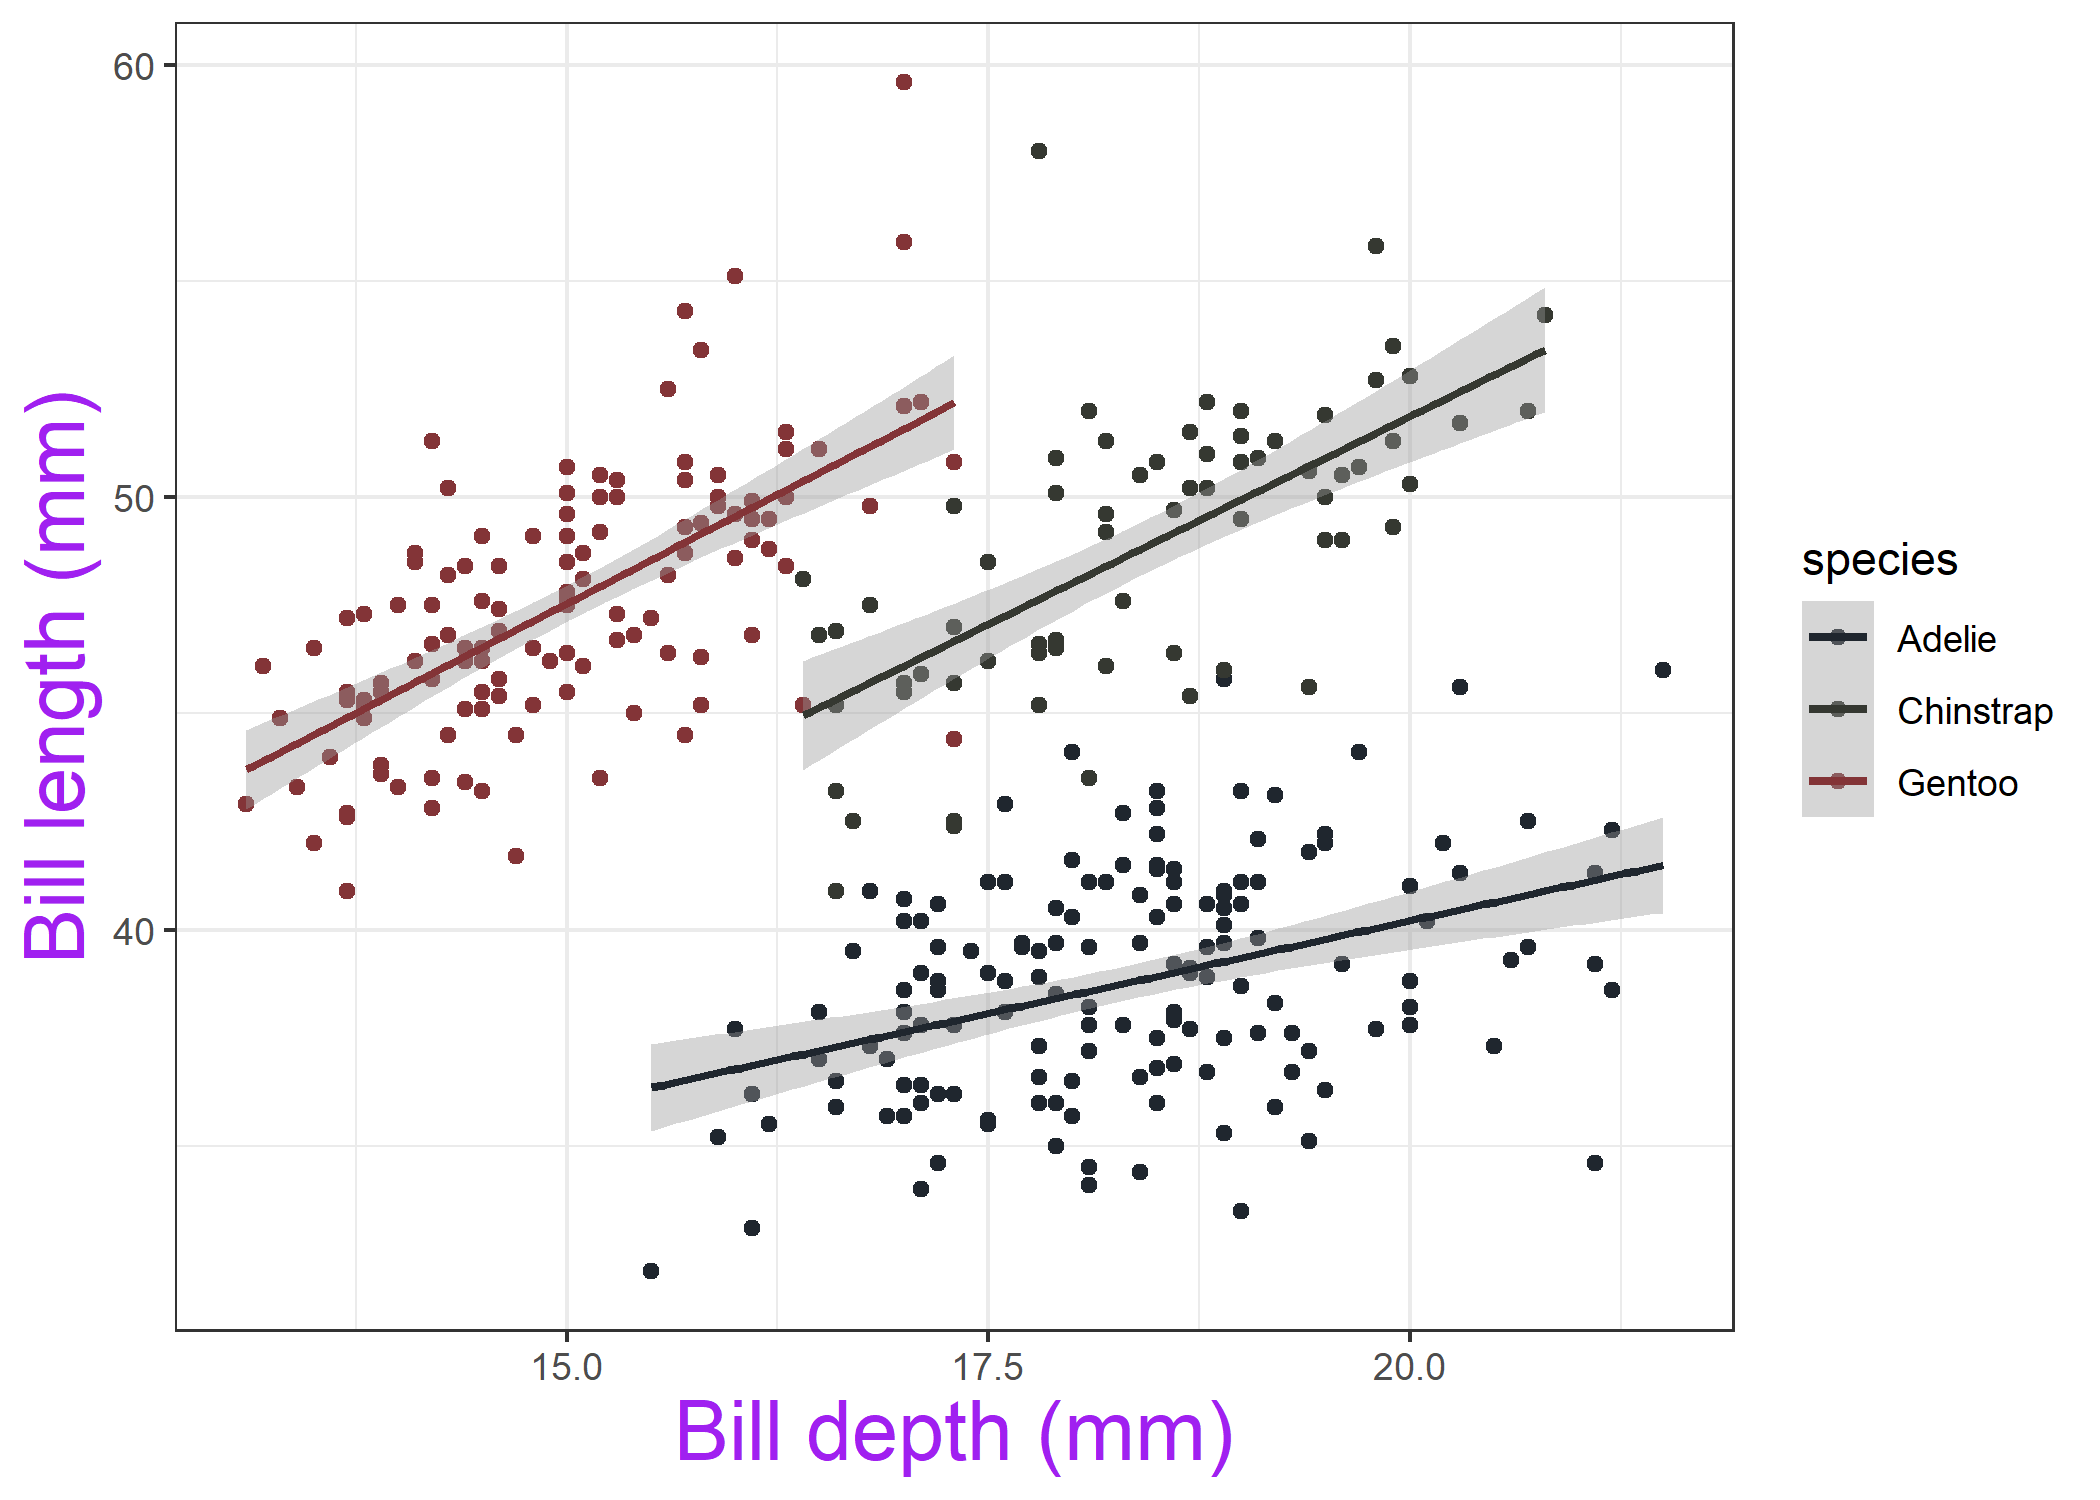 60
50
40
Bill length (mm)
15.0 17.5 20.0
Bill depth (mm)
species
Adelie
Chinstrap
Gentoo